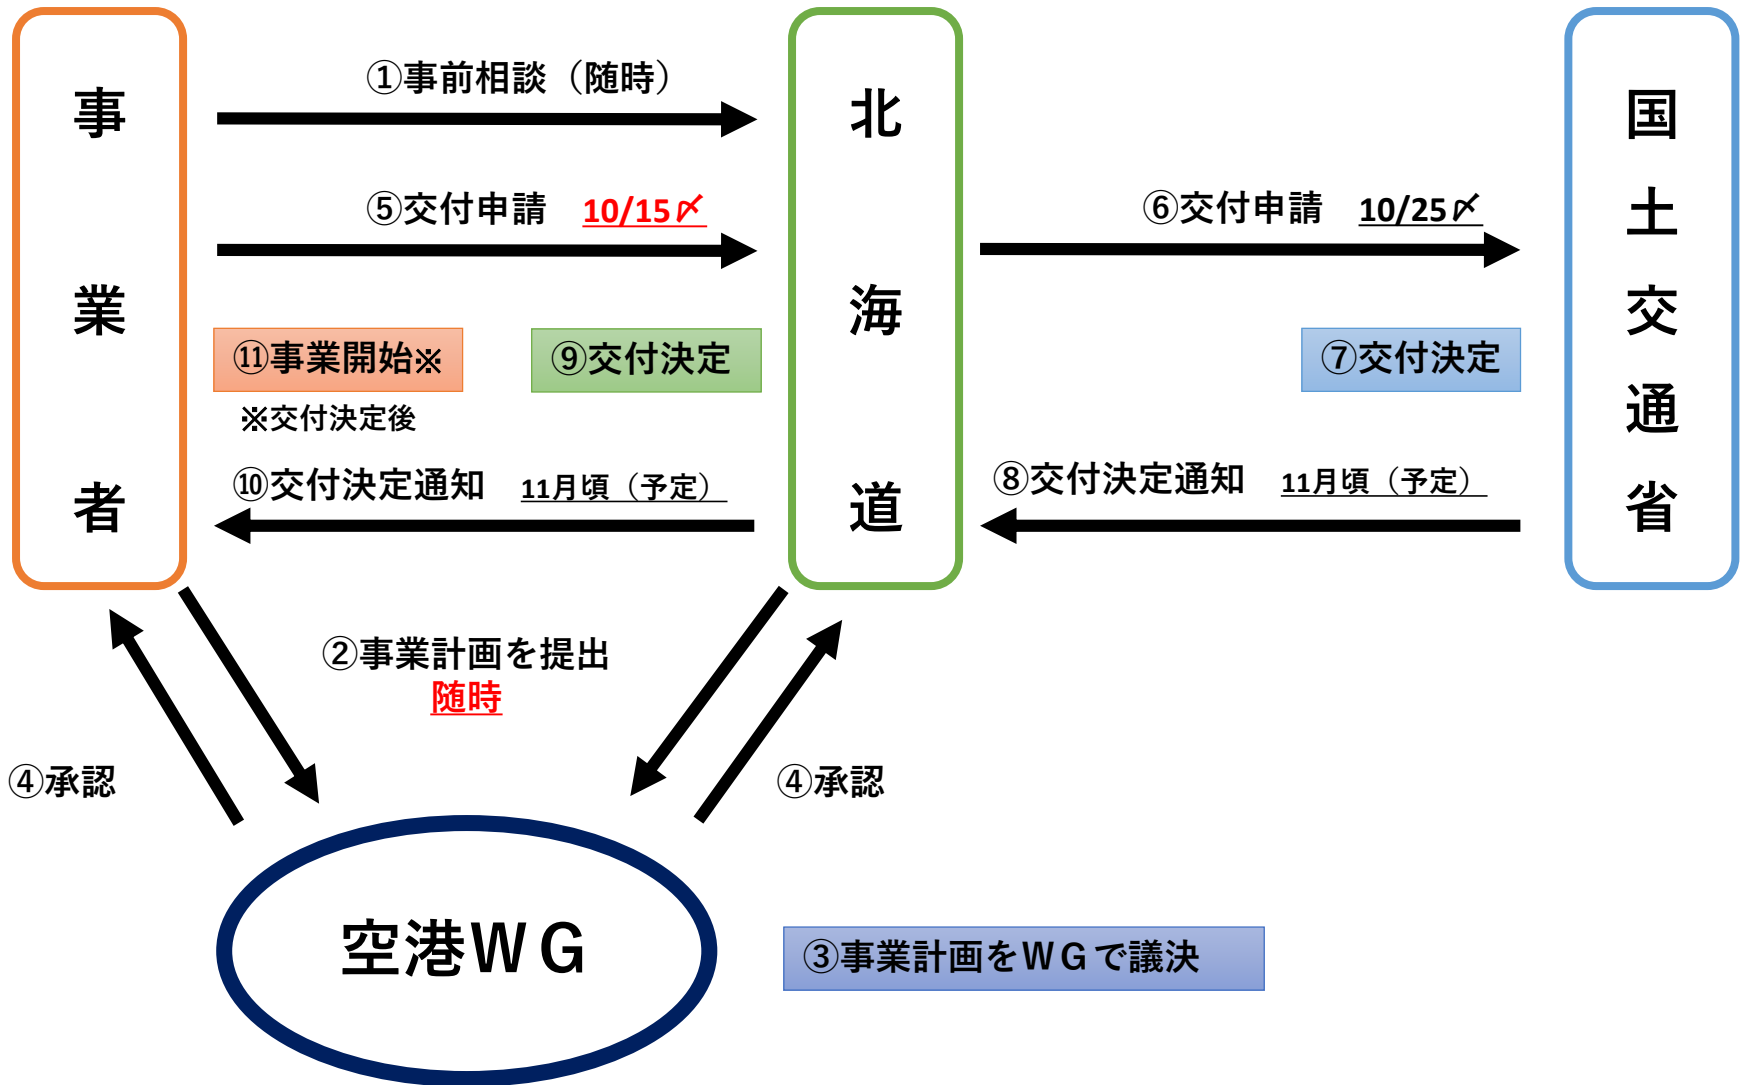 事業者
北海道
国土交通省
①事前相談（随時）
⑤交付申請　10/15〆
⑥交付申請　10/25〆
⑪事業開始※
※交付決定後
⑨交付決定
⑦交付決定
⑩交付決定通知　11月頃（予定）
⑧交付決定通知　11月頃（予定）
②事業計画を提出
随時
④承認
④承認
空港ＷＧ
③事業計画をＷＧで議決